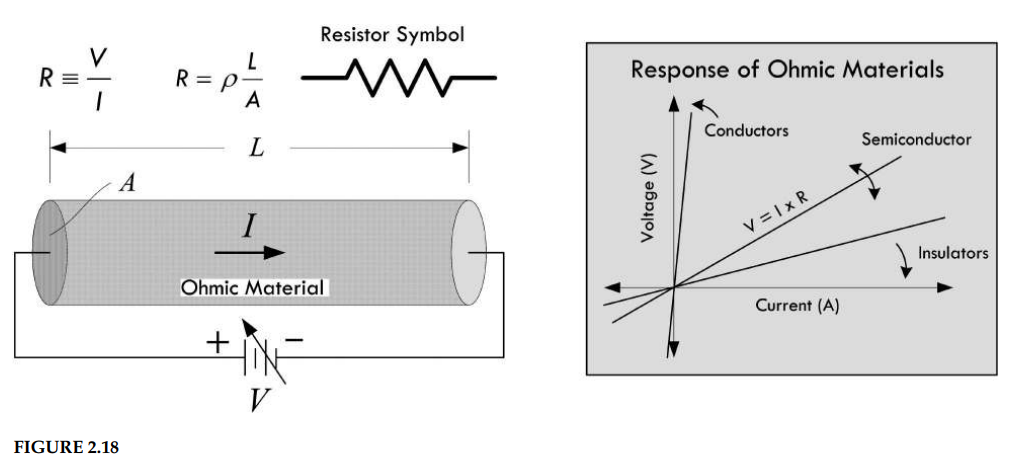 Resistor Symbol
R ≡ V / I
R = ρ L / A
L
A
I
Ohmic Material
+ −
V
Response of Ohmic Materials
Conductors
Semiconductor
Voltage (V)
V = I x R
Insulators
Current (A)
FIGURE 2.18